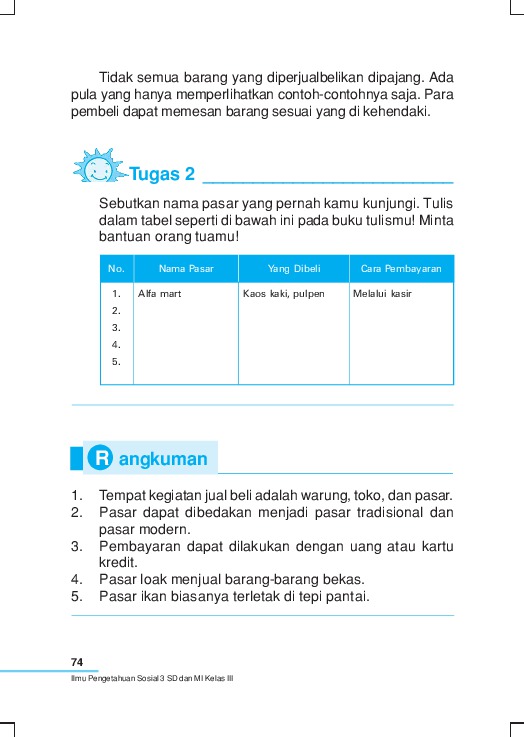 Tidak semua barang yang diperjualbelikan dipajang. Ada
pula yang hanya memperlihatkan contoh-contohnya saja. Para
pembeli dapat memesan barang sesuai yang di kehendaki.
Tugas 2
Sebutkan nama pasar yang pernah kamu kunjungi. Tulis
dalam tabel seperti di bawah ini pada buku tulismu! Minta
bantuan orang tuamu!
No. Nama Pasar Yang Dibeli Cara Pembayaran
1. Alfa mart Kaos kaki, pulpen Melalui kasir
2.
3.
4.
5.
Rangkuman
1. Tempat kegiatan jual beli adalah warung, toko, dan pasar.
2. Pasar dapat dibedakan menjadi pasar tradisional dan
pasar modern.
3. Pembayaran dapat dilakukan dengan uang atau kartu
kredit.
4. Pasar loak menjual barang-barang bekas.
5. Pasar ikan biasanya terletak di tepi pantai.
74
Ilmu Pengetahuan Sosial 3 SD dan MI Kelas III